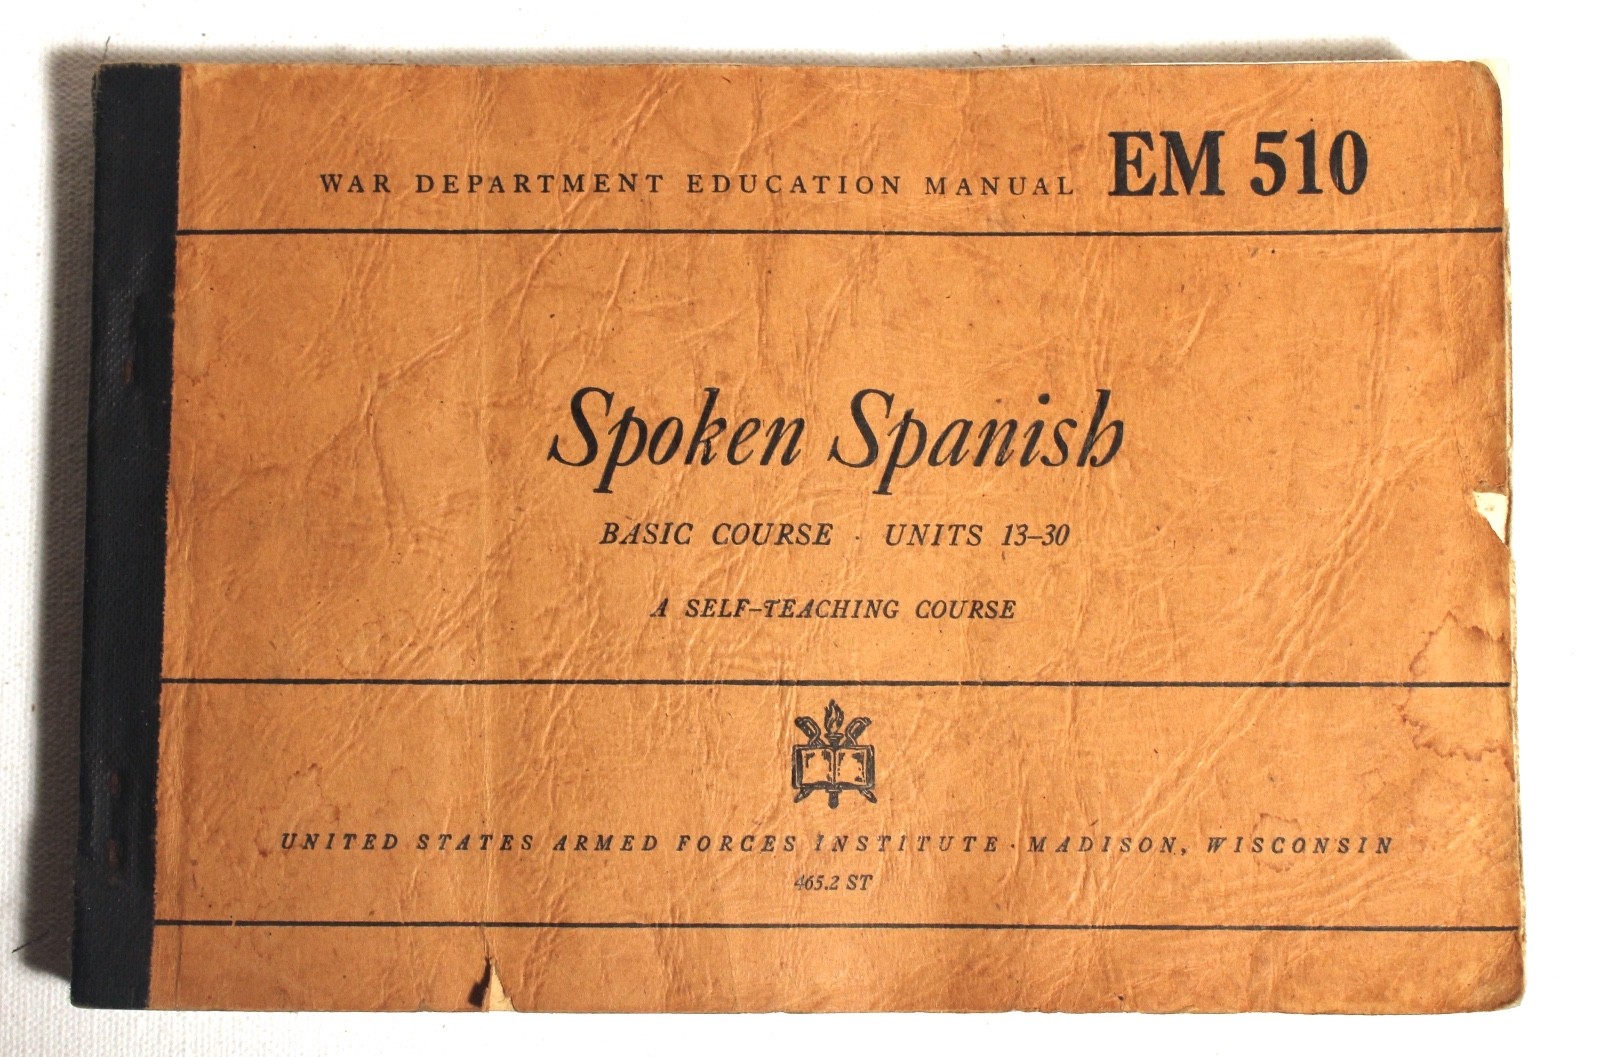 WAR DEPARTMENT EDUCATION MANUAL EM 510
Spoken Spanish
BASIC COURSE · UNITS 13–30
A SELF–TEACHING COURSE
UNITED STATES ARMED FORCES INSTITUTE · MADISON, WISCONSIN
465.2 ST